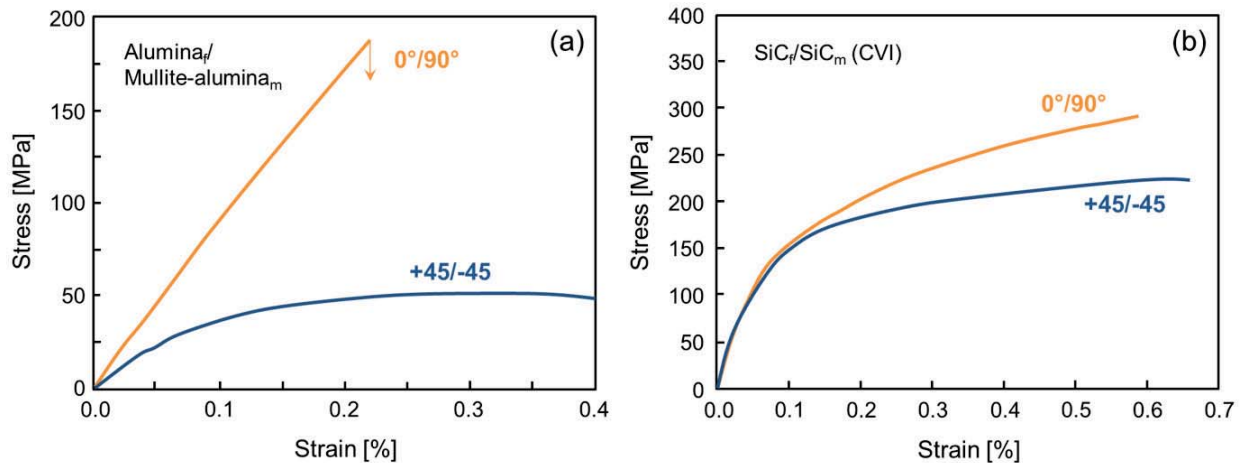 (a)
Alumina_f/
Mullite-alumina_m
0°/90°
+45/-45
Stress [MPa]
200
150
100
50
0
0.0 0.1 0.2 0.3 0.4
Strain [%]
(b)
SiC_f/SiC_m (CVI)
0°/90°
+45/-45
Stress [MPa]
400
350
300
250
200
150
100
50
0
0.0 0.1 0.2 0.3 0.4 0.5 0.6 0.7
Strain [%]